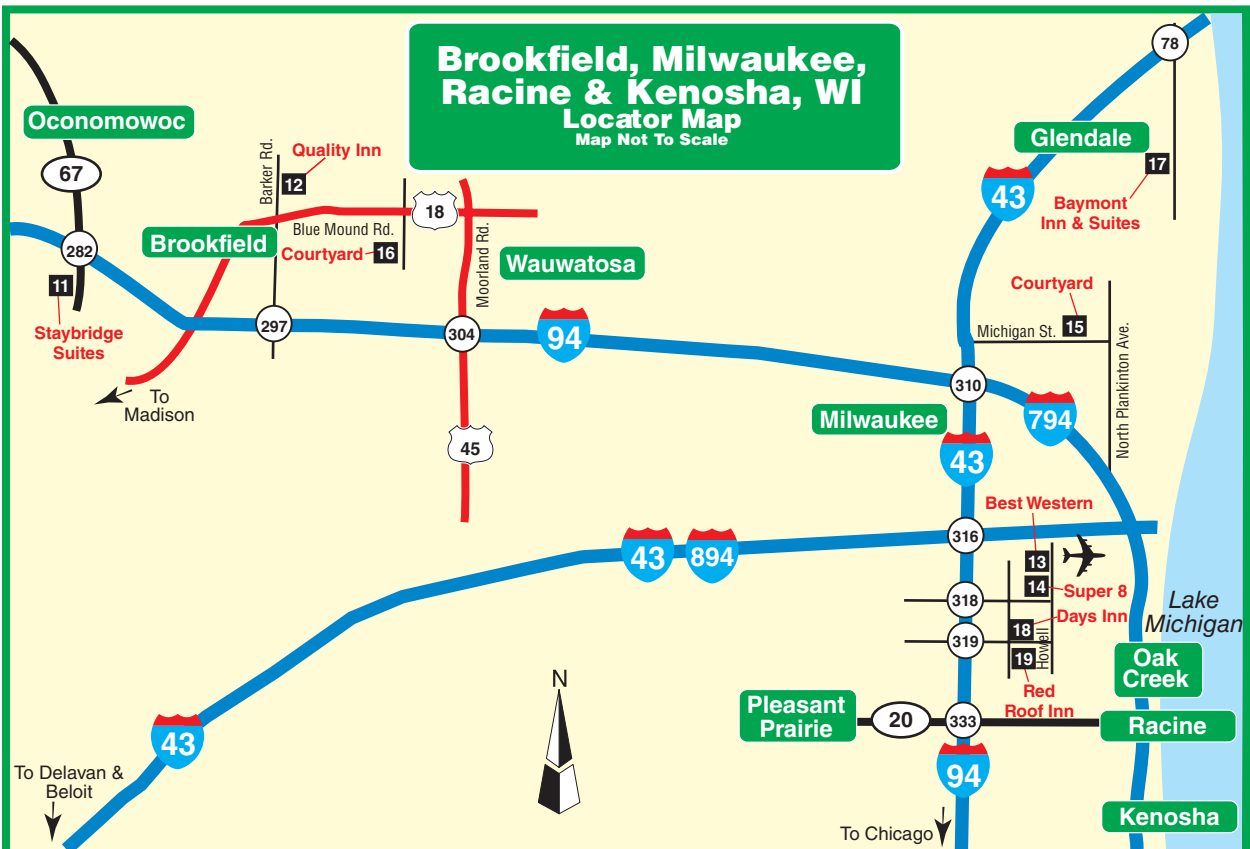 Brookfield, Milwaukee,
Racine & Kenosha, WI
Locator Map
Map Not To Scale
78
Oconomowoc
Glendale
Barker Rd.
Quality Inn
12
17
67
43
Baymont
Inn & Suites
18
Blue Mound Rd.
Brookfield
Courtyard
16
Moorland Rd.
Wauwatosa
282
11
Staybridge
Suites
297
304
94
Courtyard
15
Michigan St.
North Plankinton Ave.
310
To
Madison
Milwaukee
794
45
43
Best Western
316
43
894
13
14
Super 8
318
Days Inn
18
319
Howell
19
Red
Roof Inn
Lake
Michigan
Oak
Creek
N
Pleasant
Prairie
20
333
Racine
43
94
To Delavan &
Beloit
To Chicago
Kenosha